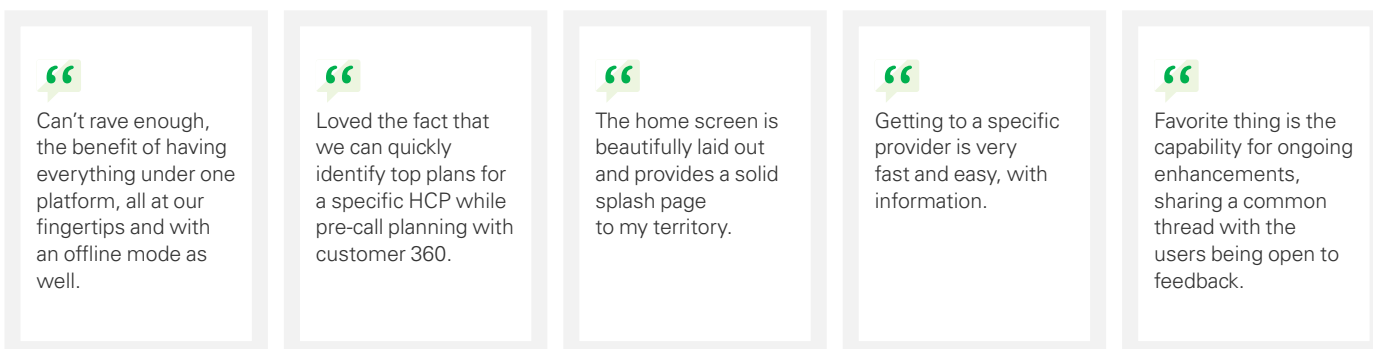 Can't rave enough,
the benefit of having
everything under one
platform, all at our
fingertips and with
an offline mode as
well.
Loved the fact that
we can quickly
identify top plans for
a specific HCP while
pre-call planning with
customer 360.
The home screen is
beautifully laid out
and provides a solid
splash page
to my territory.
Getting to a specific
provider is very
fast and easy, with
information.
Favorite thing is the
capability for ongoing
enhancements,
sharing a common
thread with the
users being open to
feedback.